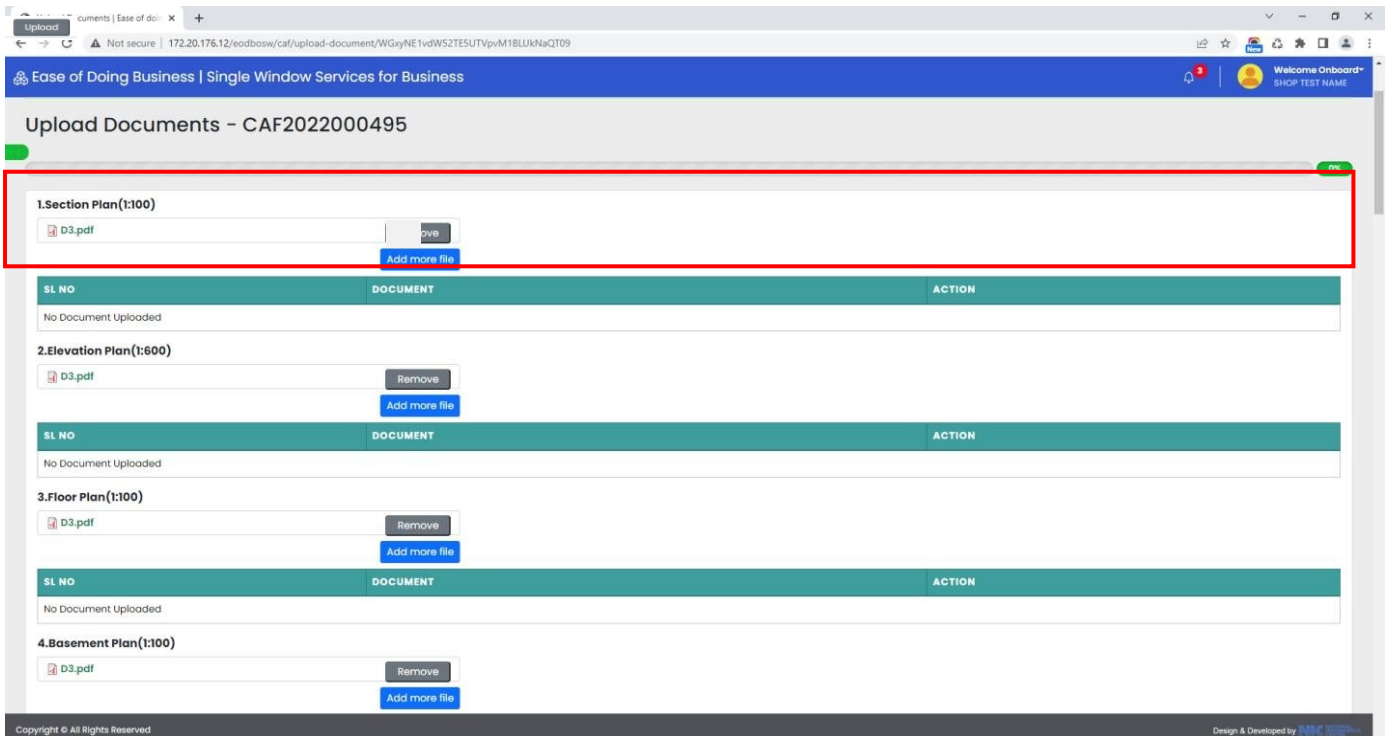 cuments | Ease of doi
Upload
Not secure | 172.20.176.12/eodbosw/caf/upload-document/WGxyNE1vdW52TE5UTVpvM1BLUkNaQT09
New
Ease of Doing Business | Single Window Services for Business
3
Welcome Onboard
SHOP TEST NAME
Upload Documents - CAF2022000495
0%
1.Section Plan(1:100)
D3.pdf
ove
Add more file
SL NO DOCUMENT ACTION
No Document Uploaded
2.Elevation Plan(1:600)
D3.pdf Remove
Add more file
SL NO DOCUMENT ACTION
No Document Uploaded
3.Floor Plan(1:100)
D3.pdf Remove
Add more file
SL NO DOCUMENT ACTION
No Document Uploaded
4.Basement Plan(1:100)
D3.pdf Remove
Add more file
Copyright © All Rights Reserved
Design & Developed by NIC